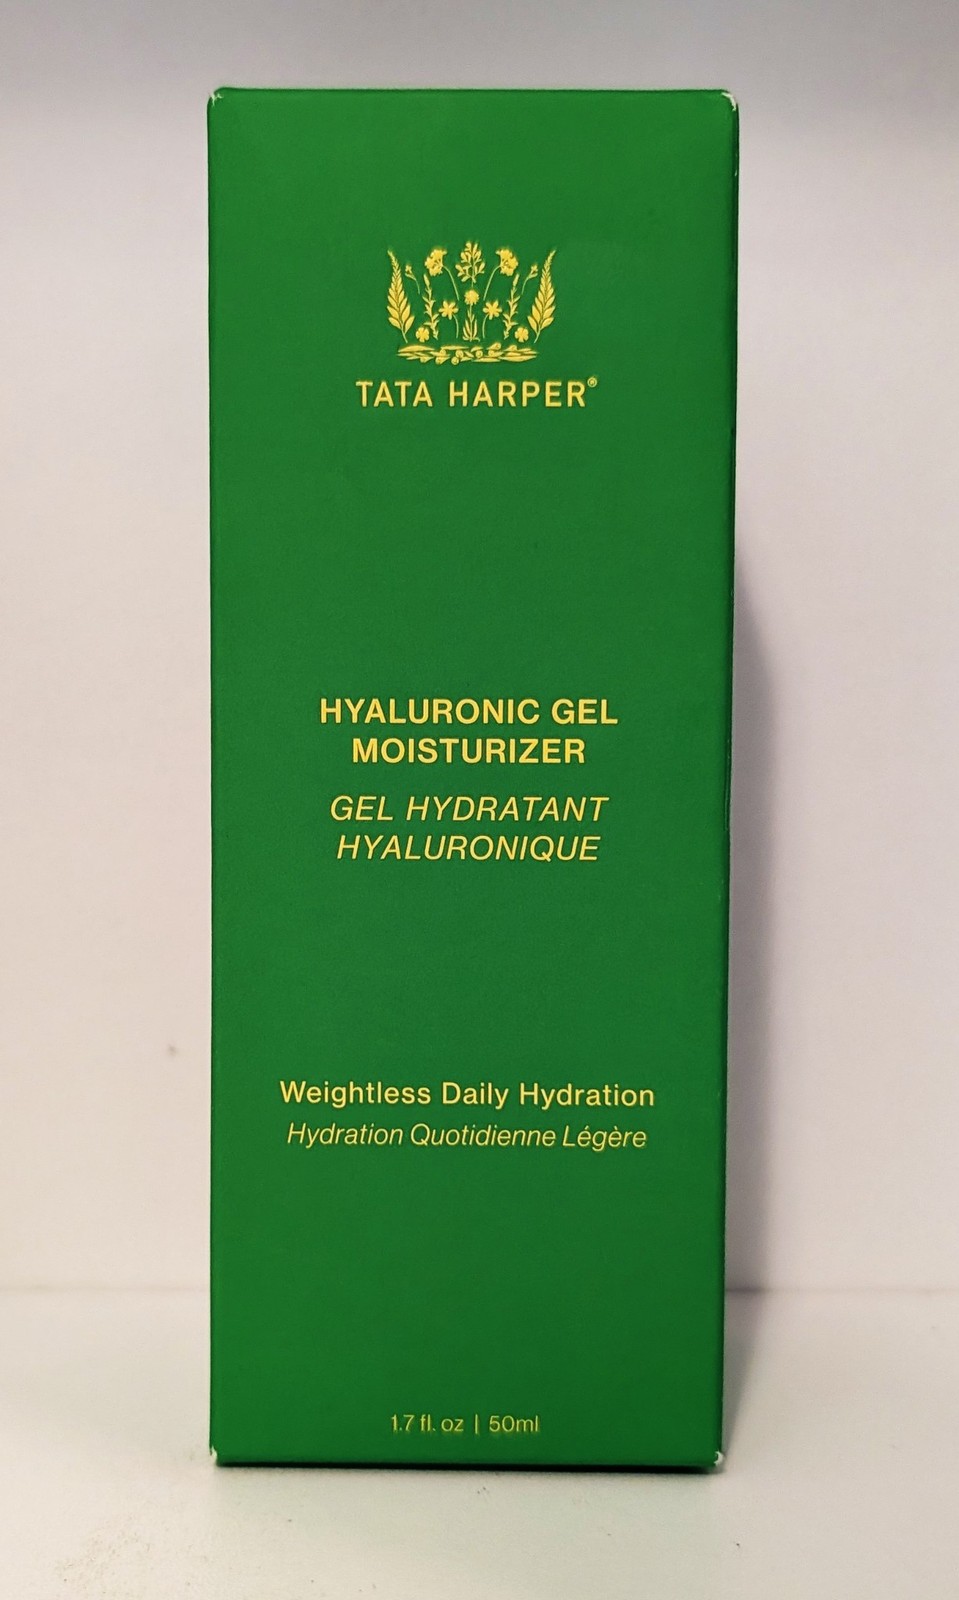 TATA HARPER®
HYALURONIC GEL
MOISTURIZER
GEL HYDRATANT
HYALURONIQUE
Weightless Daily Hydration
Hydration Quotidienne Légère
1.7 fl. oz | 50ml